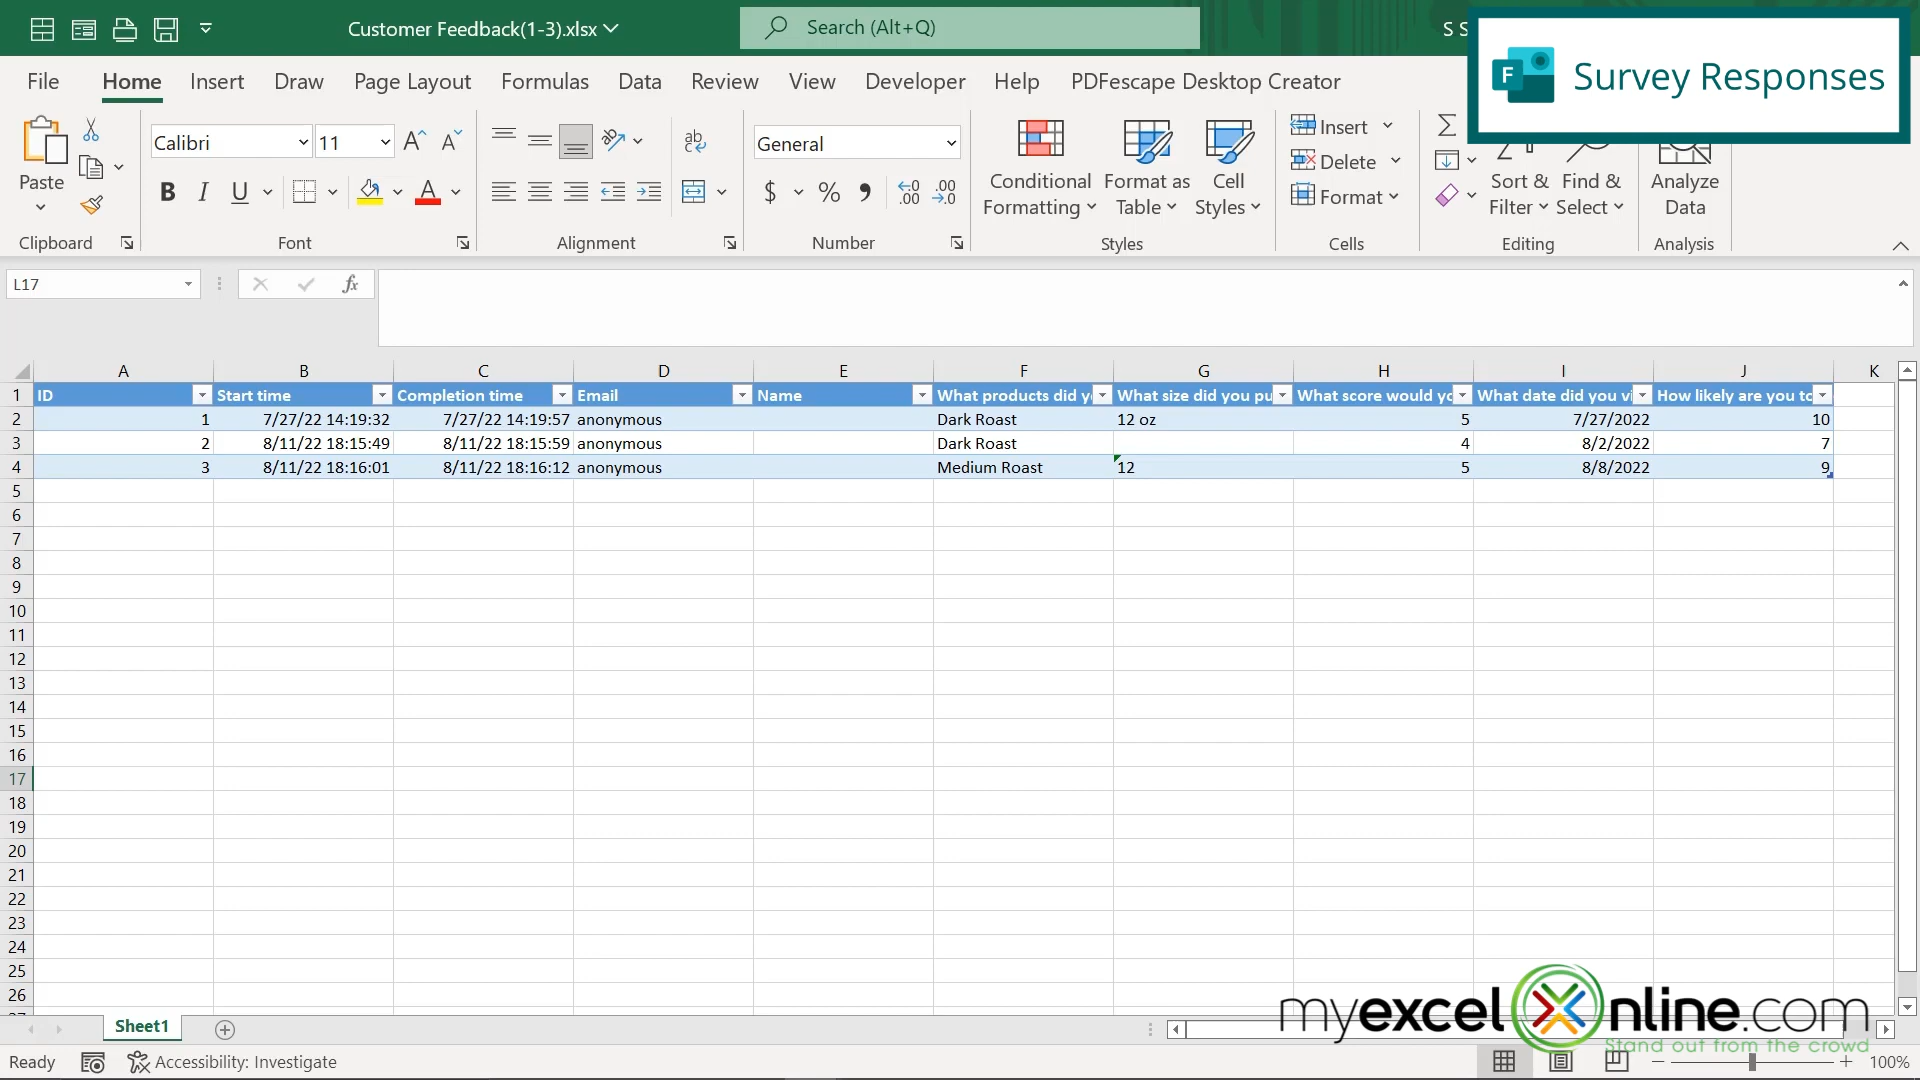 Customer Feedback(1-3).xlsx
Search (Alt+Q)
S S
F Survey Responses
File Home Insert Draw Page Layout Formulas Data Review View Developer Help PDFescape Desktop Creator
Paste
Clipboard
Calibri 11
B I U
Font
ab
Alignment
General
$ % , .00 .00
Number
Conditional Formatting
Format as Table
Cell Styles
Styles
Insert
Delete
Format
Cells
Sort & Filter
Find & Select
Editing
Analyze Data
Analysis
L17 fx
A B C D E F G H I J K
1 ID Start time Completion time Email Name What products did y What size did you pu What score would yo What date did you vi How likely are you to
2 1 7/27/22 14:19:32 7/27/22 14:19:57 anonymous Dark Roast 12 oz 5 7/27/2022 10
3 2 8/11/22 18:15:49 8/11/22 18:15:59 anonymous Dark Roast 4 8/2/2022 7
4 3 8/11/22 18:16:01 8/11/22 18:16:12 anonymous Medium Roast 12 5 8/8/2022 9
5
6
7
8
9
10
11
12
13
14
15
16
17
18
19
20
21
22
23
24
25
26
Sheet1
myexcelonline.com
Stand out from the crowd
Ready Accessibility: Investigate 100%